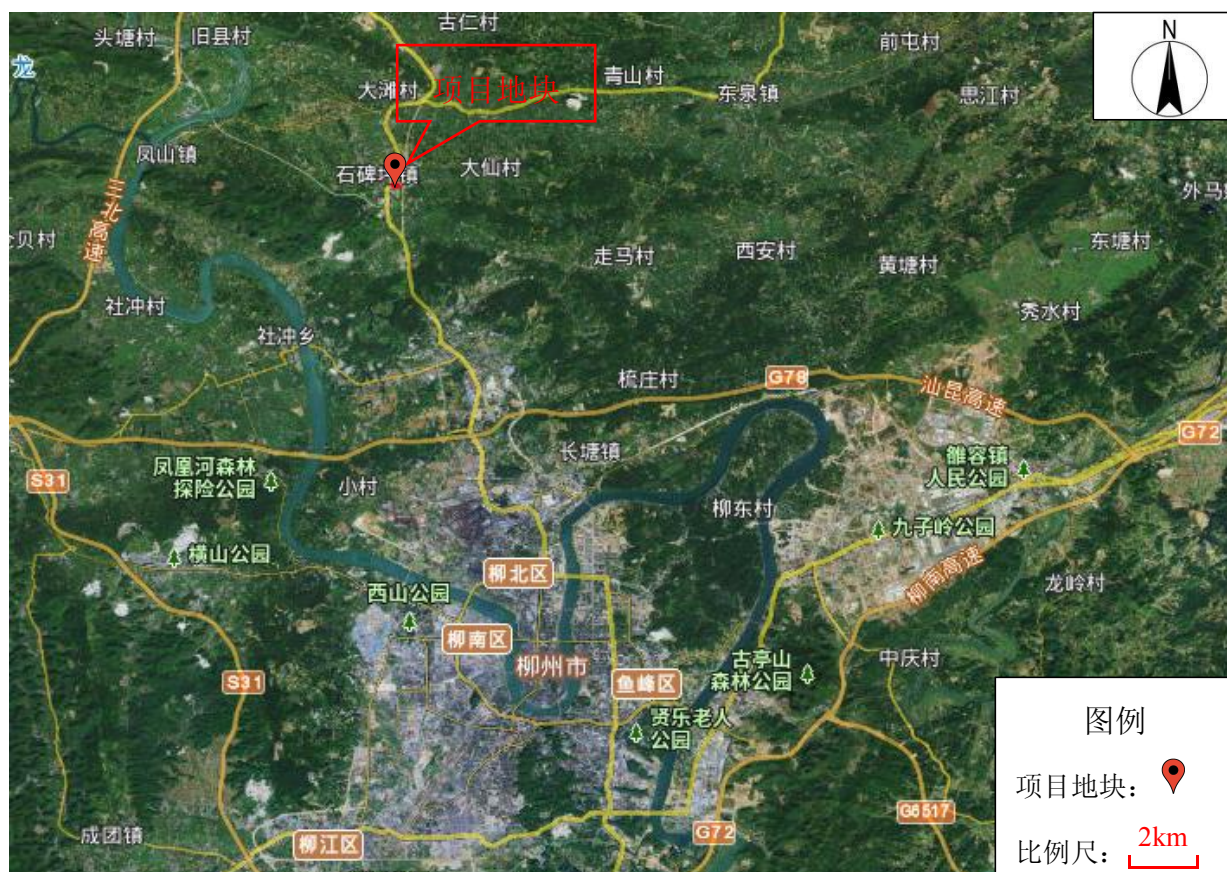 头塘村
旧县村
古仁村
前屯村
N
龙
大滩村
项目地块
青山村
东泉镇
思江村
凤山镇
石碑坪镇
大仙村
外马
三北高速
贝村
走马村
西安村
黄塘村
东塘村
社冲村
秀水村
社冲乡
梳庄村
G78
汕昆高速
G72
长塘镇
雒容镇
人民公园
S31
凤凰河森林
探险公园
小村
柳东村
九子岭公园
横山公园
柳北区
柳南高速
龙岭村
西山公园
柳南区
柳州市
古亭山
森林公园
中庆村
S31
鱼峰区
贤乐老人
公园
图例
项目地块：
G6517
成团镇
柳江区
G72
比例尺：
2km